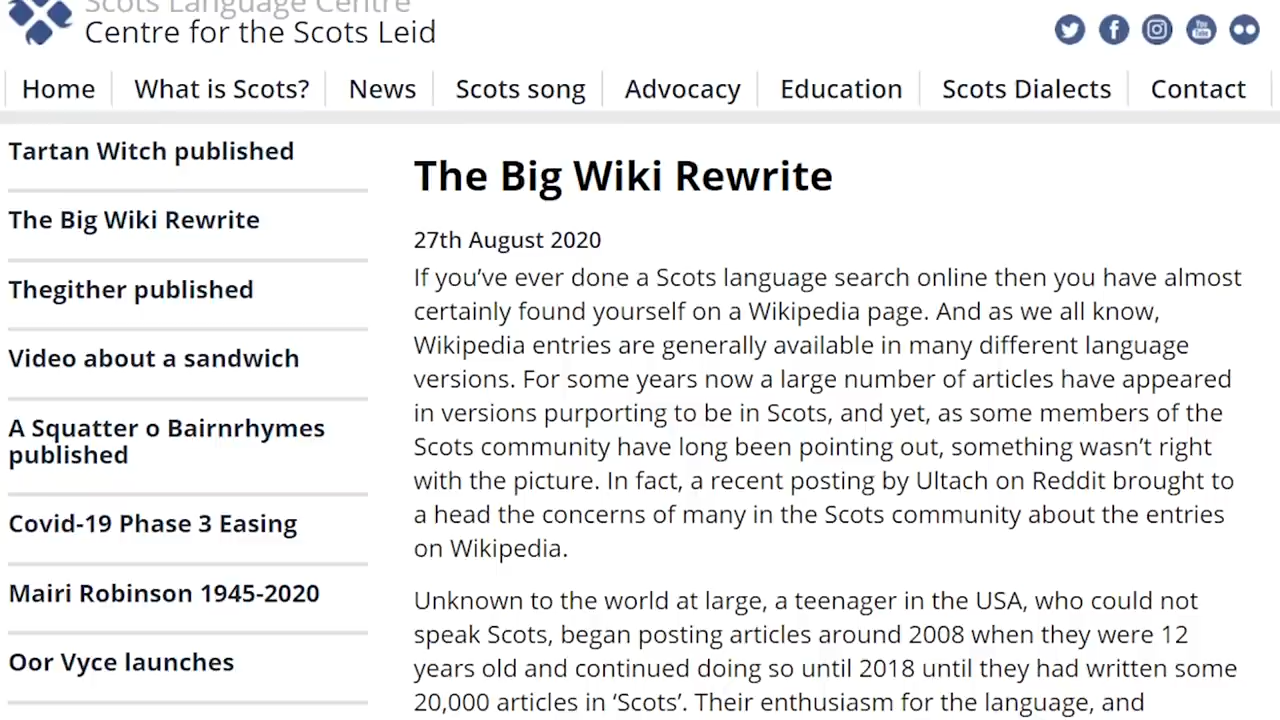 Scots Language Centre
Centre for the Scots Leid
Home
What is Scots?
News
Scots song
Advocacy
Education
Scots Dialects
Contact
Tartan Witch published
The Big Wiki Rewrite
Thegither published
Video about a sandwich
A Squatter o Bairnrhymes
published
Covid-19 Phase 3 Easing
Mairi Robinson 1945-2020
Oor Vyce launches
The Big Wiki Rewrite
27th August 2020
If you’ve ever done a Scots language search online then you have almost
certainly found yourself on a Wikipedia page. And as we all know,
Wikipedia entries are generally available in many different language
versions. For some years now a large number of articles have appeared
in versions purporting to be in Scots, and yet, as some members of the
Scots community have long been pointing out, something wasn’t right
with the picture. In fact, a recent posting by Ultach on Reddit brought to
a head the concerns of many in the Scots community about the entries
on Wikipedia.
Unknown to the world at large, a teenager in the USA, who could not
speak Scots, began posting articles around 2008 when they were 12
years old and continued doing so until 2018 until they had written some
20,000 articles in ‘Scots’. Their enthusiasm for the language, and